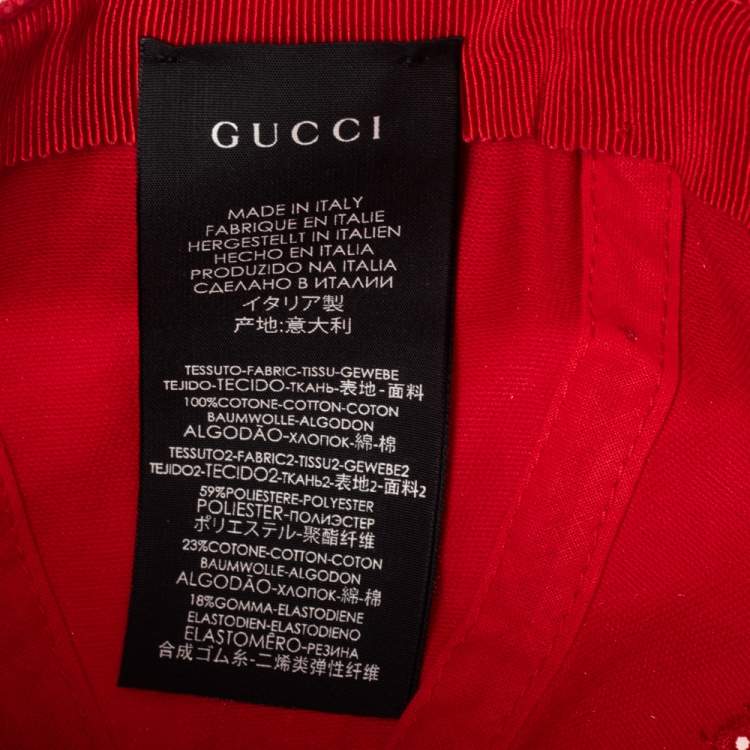 GUCCI
MADE IN ITALY
FABRIQUE EN ITALIE
HERGESTELLT IN ITALIEN
HECHO EN ITALIA
PRODUZIDO NA ITALIA
СДЕЛАНО В ИТАЛИИ
イタリア製
产地:意大利
TESSUTO-FABRIC-TISSU-GEWEBE
TEJIDO-TECIDO-ТКАНЬ-表地-面料
100%COTONE-COTTON-COTON
BAUMWOLLE-ALGODON
ALGODÃO-ХЛОПОК-綿-棉
TESSUTO2-FABRIC2-TISSU2-GEWEBE2
TEJIDO2-TECIDO2-ТКАНЬ2-表地2-面料2
59%POLIESTERE-POLYESTER
POLIESTER-ПОЛИЭСТЕР
ポリエステル-聚酯纤维
23%COTONE-COTTON-COTON
BAUMWOLLE-ALGODON
ALGODÃO-ХЛОПОК-綿-棉
18%GOMMA-ELASTODIENE
ELASTODIEN-ELASTODIENO
ELASTOMÊRO-РЕЗИНА
合成ゴム糸-二烯类弹性纤维